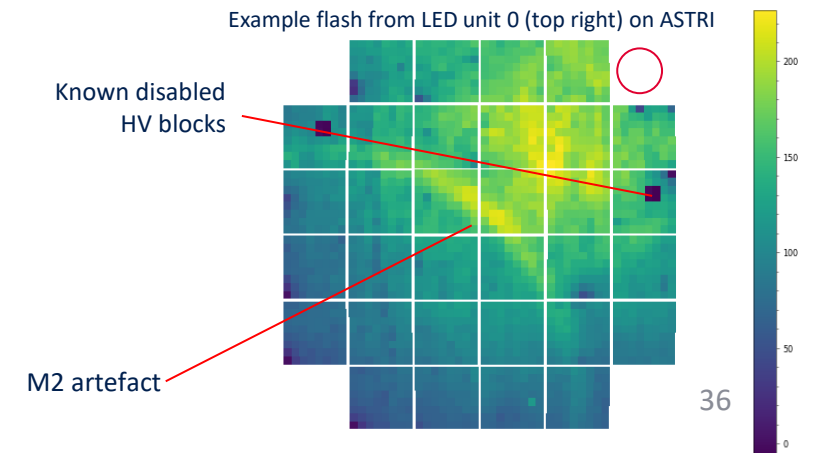 Example flash from LED unit 0 (top right) on ASTRI
Known disabled
HV blocks
M2 artefact
36
200
150
100
50
0